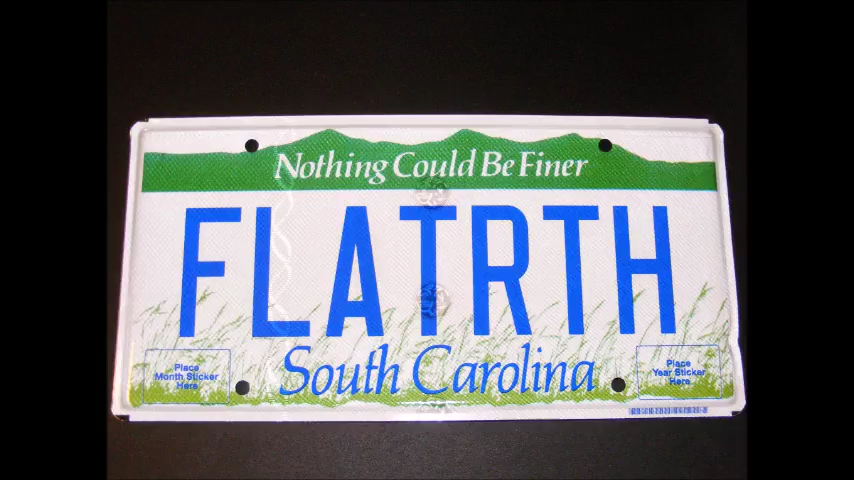 Nothing Could Be Finer
FLATRTH
South Carolina
Place
Month Sticker
Here
Place
Year Sticker
Here